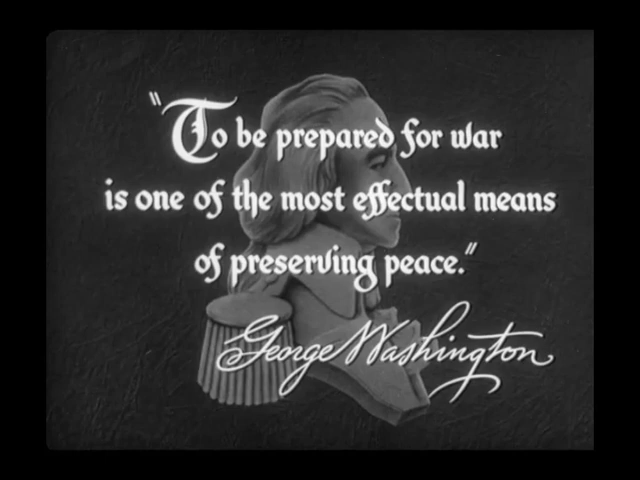 "To be prepared for war
is one of the most effectual means
of preserving peace."
George Washington